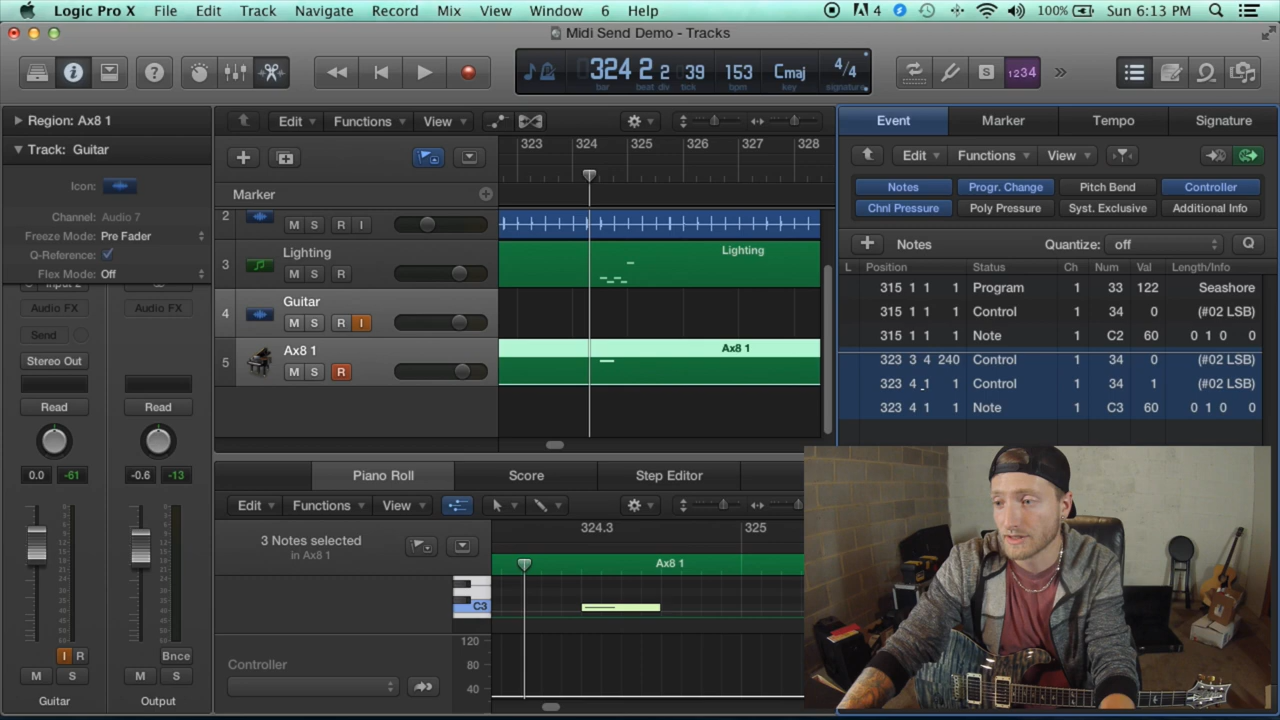 Logic Pro X File Edit Track Navigate Record Mix View Window 6 Help 4 100% Sun 6:13 PM
Midi Send Demo - Tracks
324 2 2 39 153 Cmaj 4/4
bar beat div tick bpm key signature
1234
Region: Ax8 1
Track: Guitar
Icon:
Channel: Audio 7
Freeze Mode: Pre Fader
Q-Reference:
Flex Mode: Off
Audio FX Audio FX
Send
Stereo Out
Read Read
0.0 -61 -0.6 -13
I R Bnce
M S M S
Guitar Output
Edit Functions View
323 324 325 326 327 328
Marker
2 M S R I
Lighting
3 M S R
Lighting
Guitar
4 M S R I
Ax8 1
5 M S R
Ax8 1
Piano Roll Score Step Editor
Edit Functions View
3 Notes selected
in Ax8 1
324.3 325
Ax8 1
C3
120
80
40
Controller
Event Marker Tempo Signature
Edit Functions View
Notes Progr. Change Pitch Bend Controller
Chnl Pressure Poly Pressure Syst. Exclusive Additional Info
Notes Quantize: off Q
L Position Status Ch Num Val Length/Info
315 1 1 1 Program 1 33 122 Seashore
315 1 1 1 Control 1 34 0 (#02 LSB)
315 1 1 1 Note 1 C2 60 0 1 0 0
323 3 4 240 Control 1 34 0 (#02 LSB)
323 4 1 1 Control 1 34 1 (#02 LSB)
323 4 1 1 Note 1 C3 60 0 1 0 0